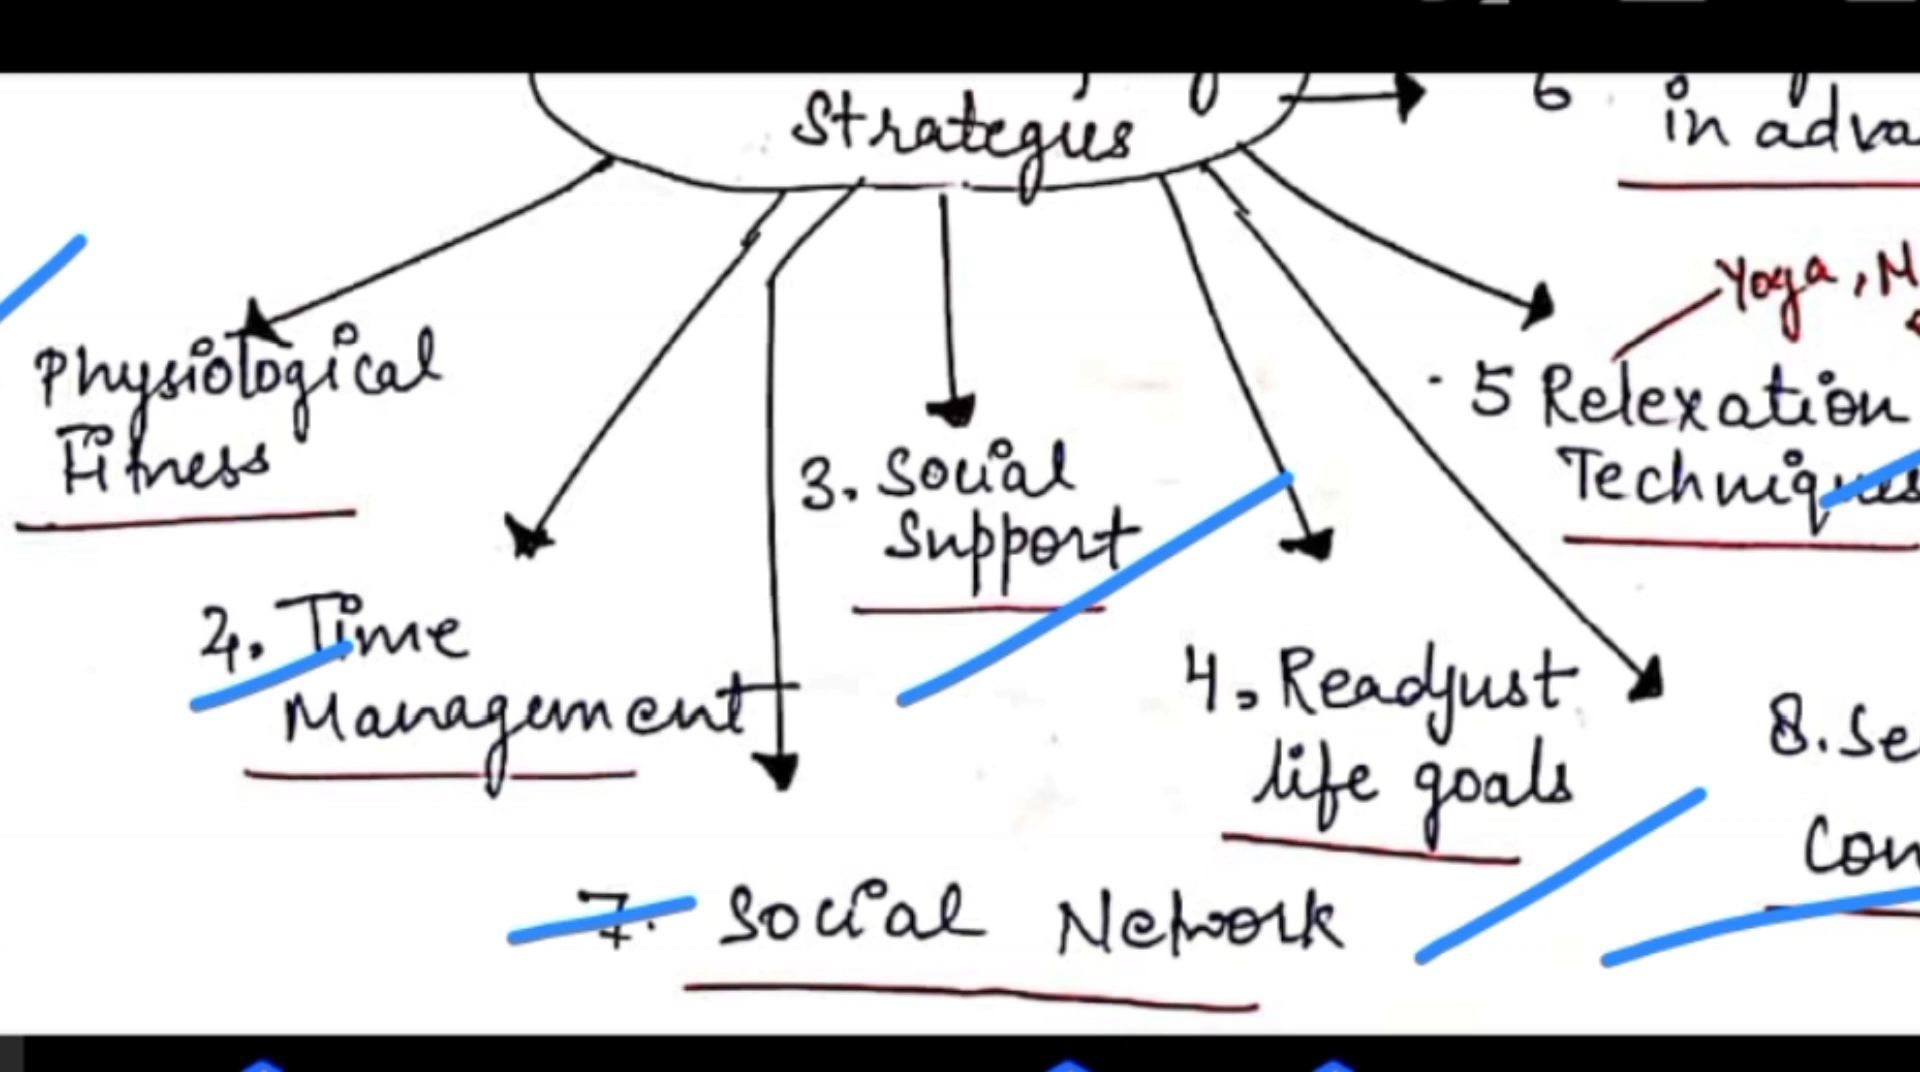 Strategies
6
in adva
Yoga, M
Physiological
Fitness
5 Relexation
Techniques
3. Social
Support
2. Time
Management
4. Readjust
life goals
8. Se
Con
7. Social Network